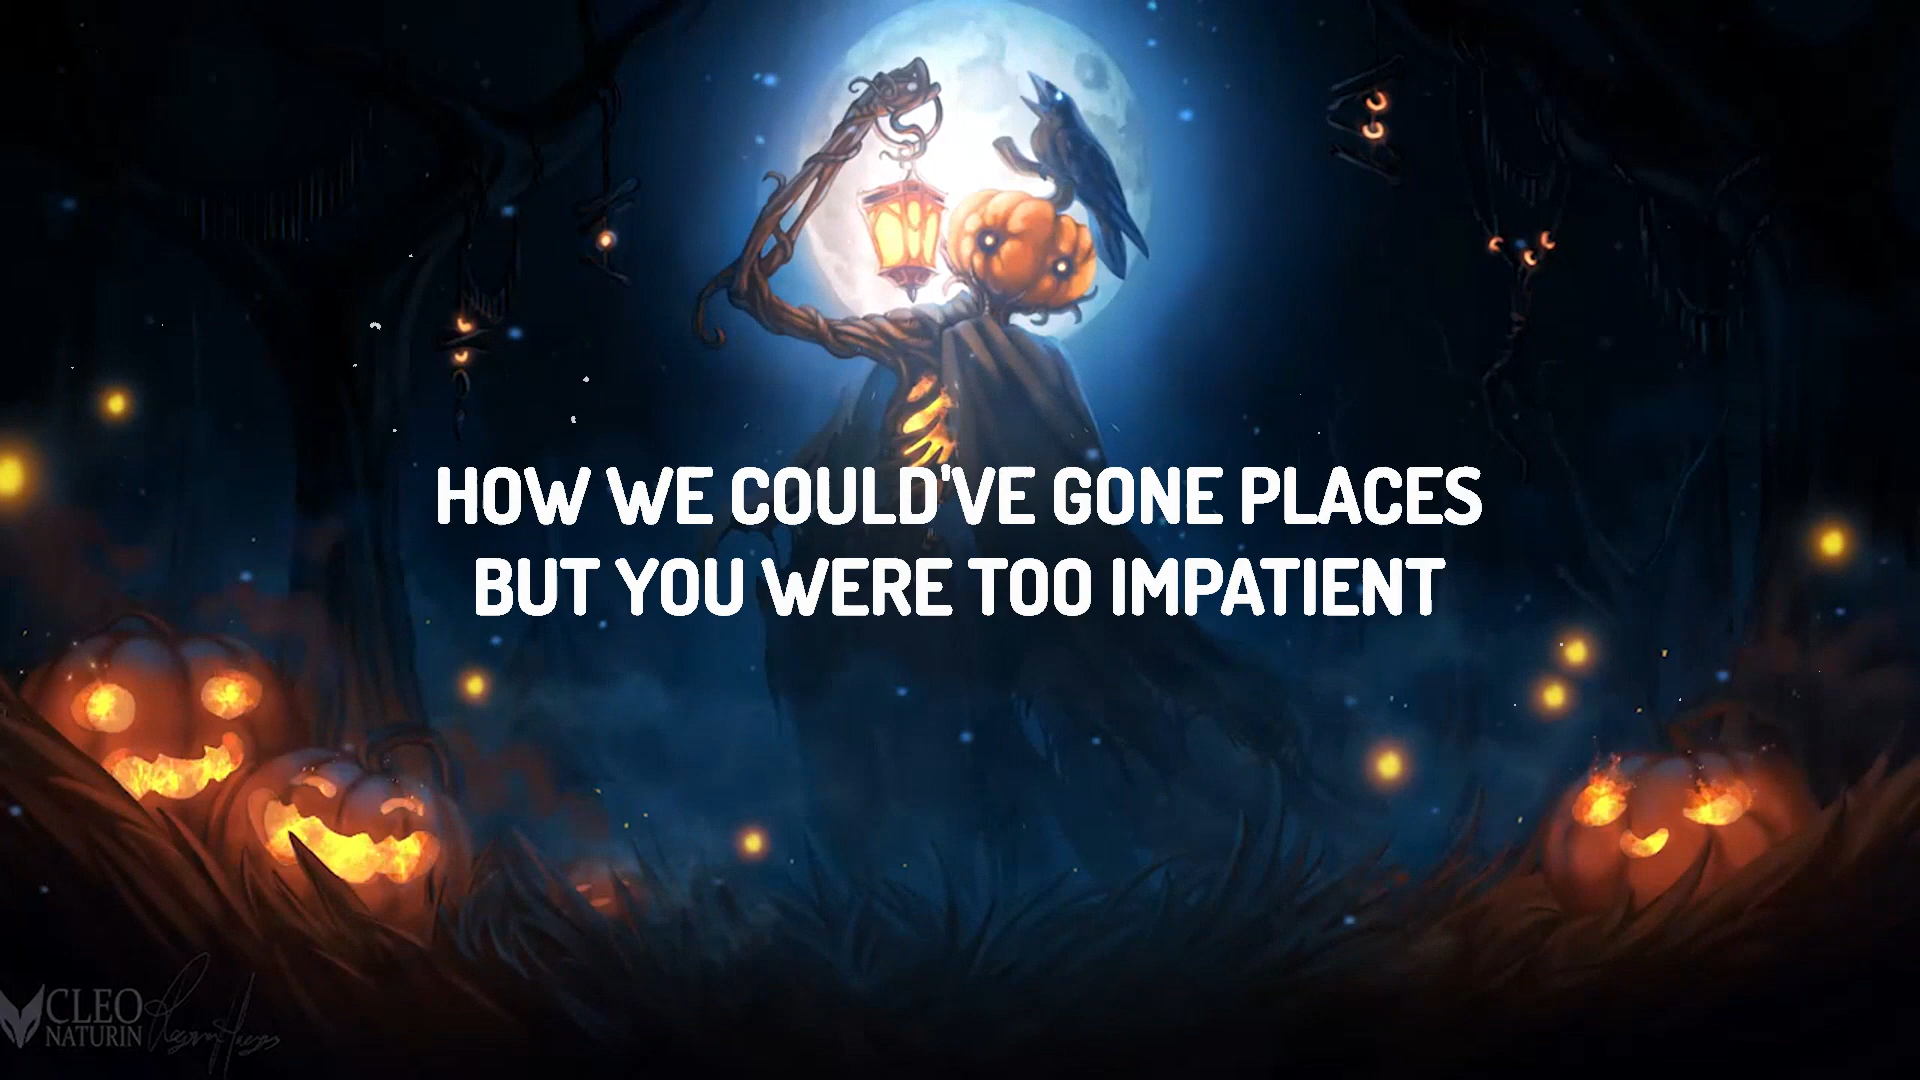 HOW WE COULD'VE GONE PLACES
BUT YOU WERE TOO IMPATIENT
CLEO
NATURIN